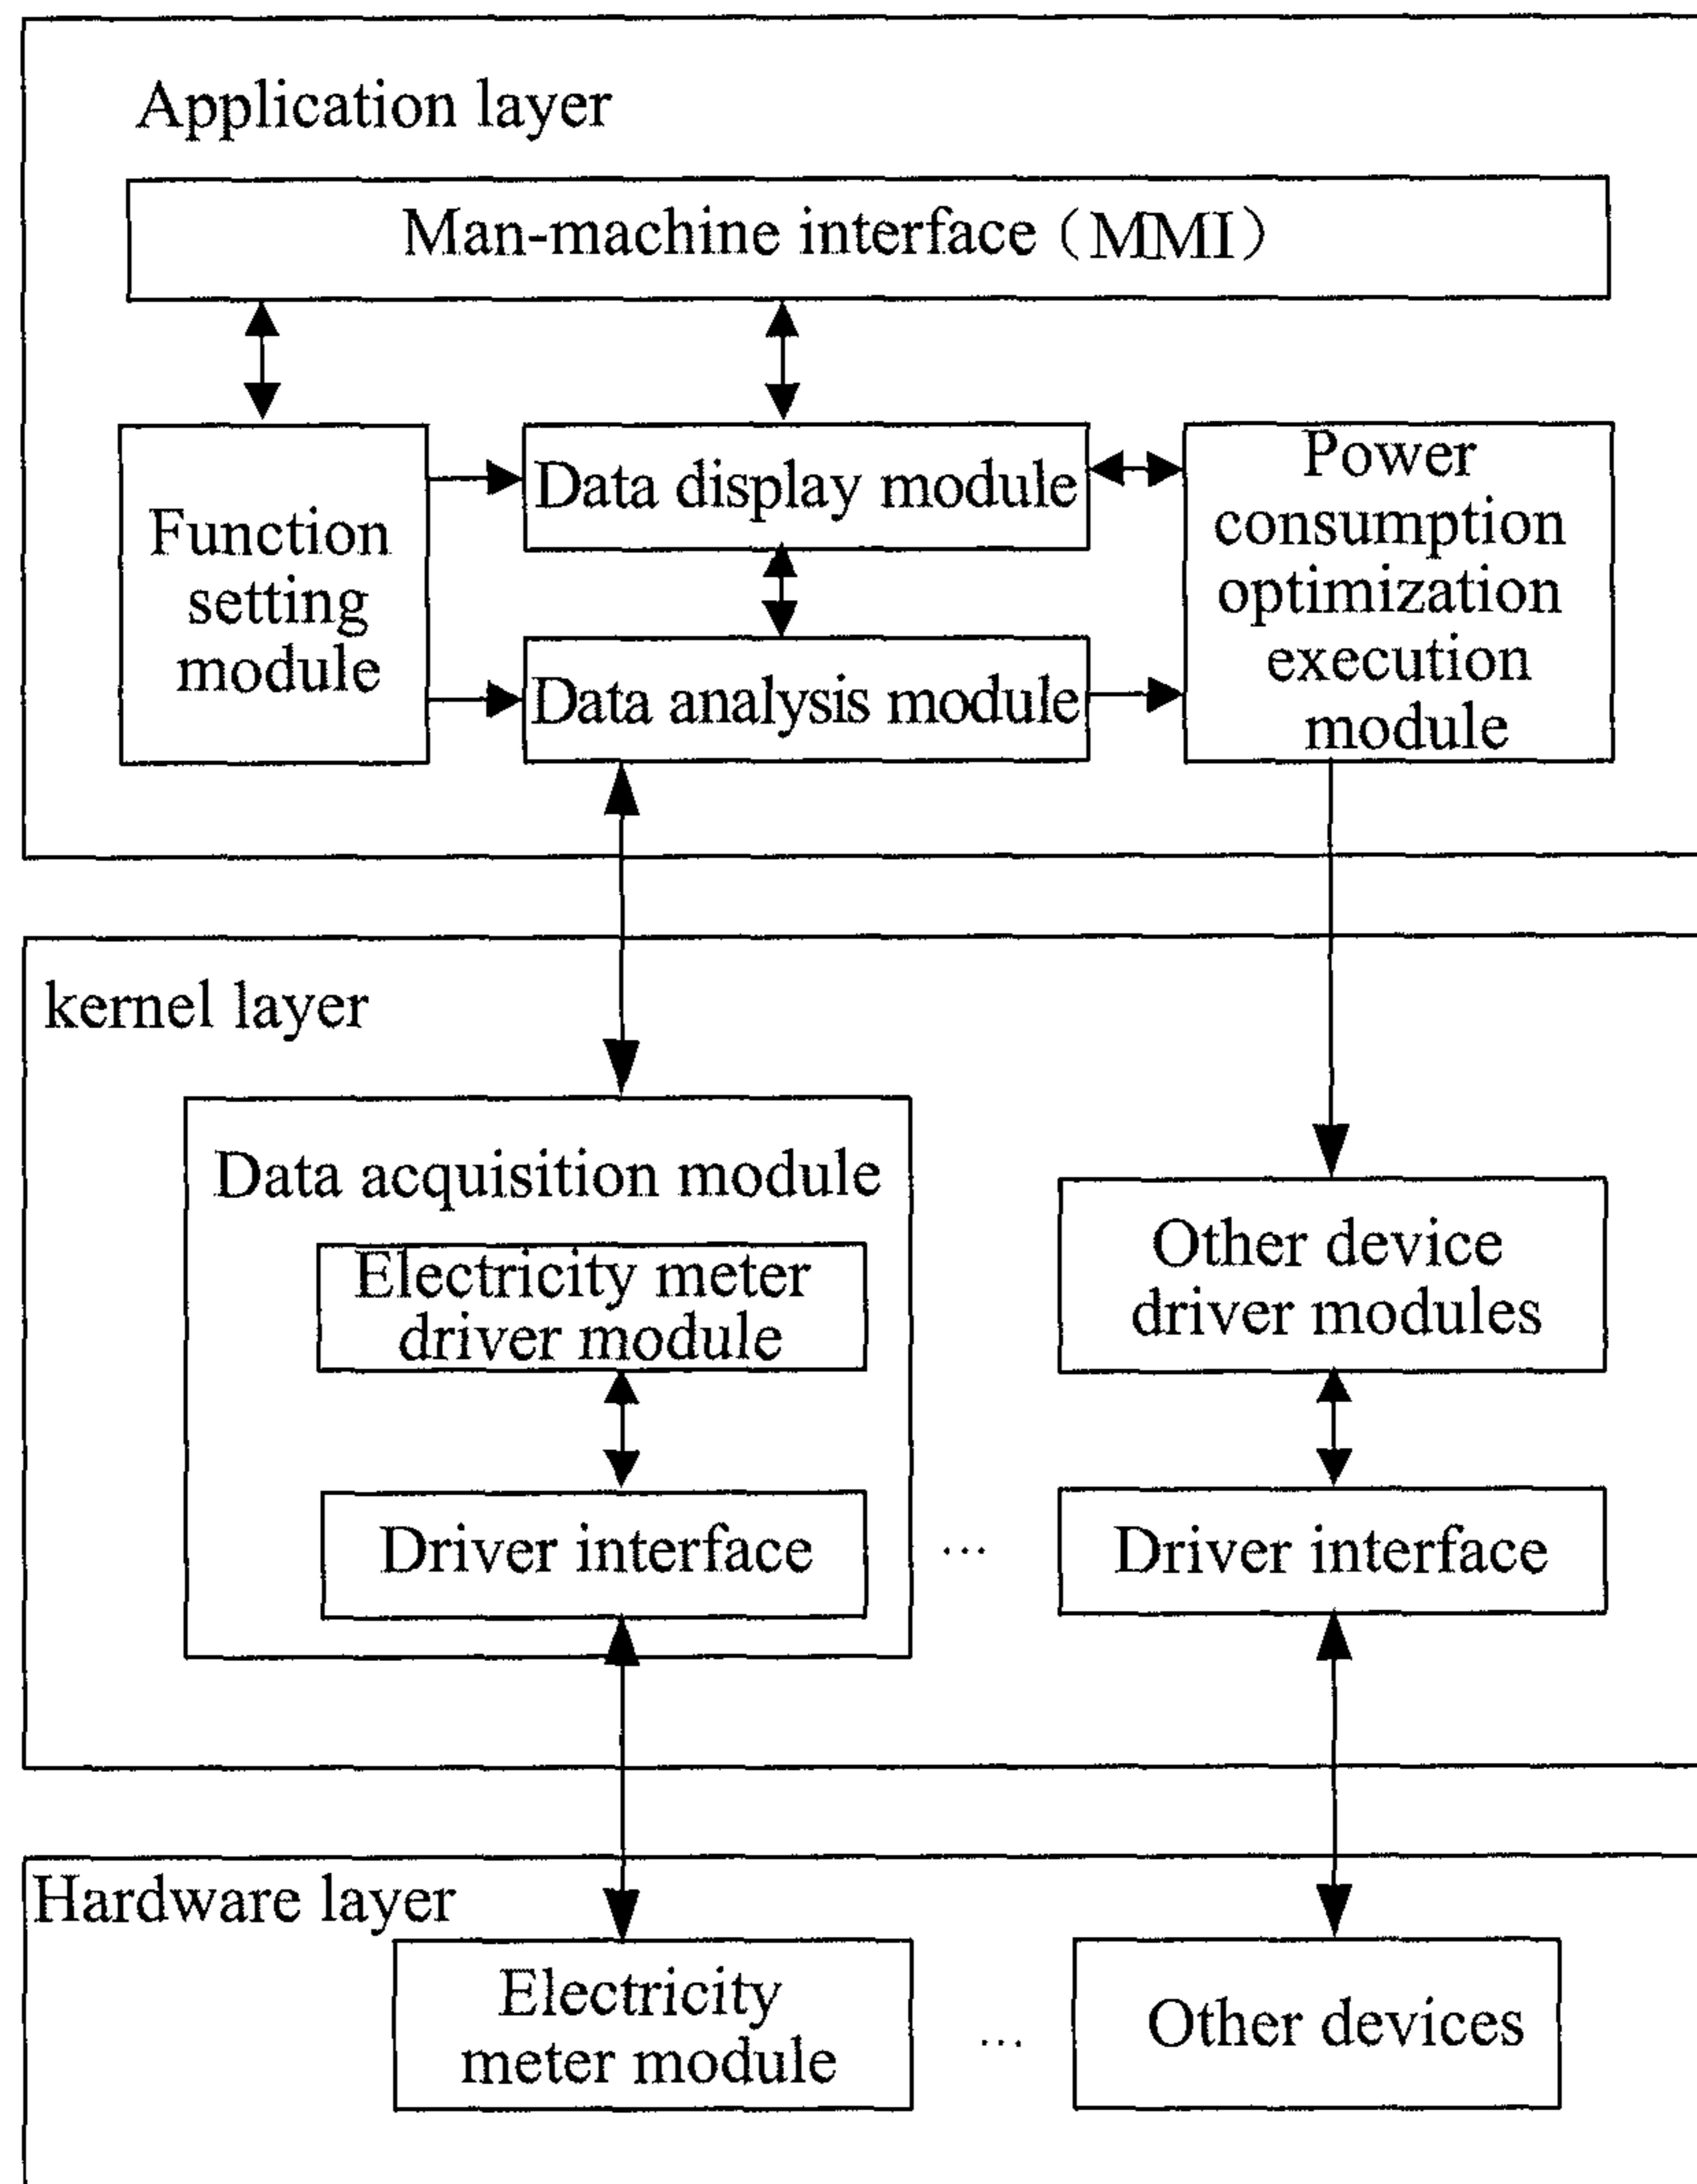 Application layer
Man-machine interface（MMI）
Function
setting
module
Data display module
Data analysis module
Power
consumption
optimization
execution
module
kernel layer
Data acquisition module
Electricity meter
driver module
Driver interface
...
Other device
driver modules
Driver interface
Hardware layer
Electricity
meter module
...
Other devices